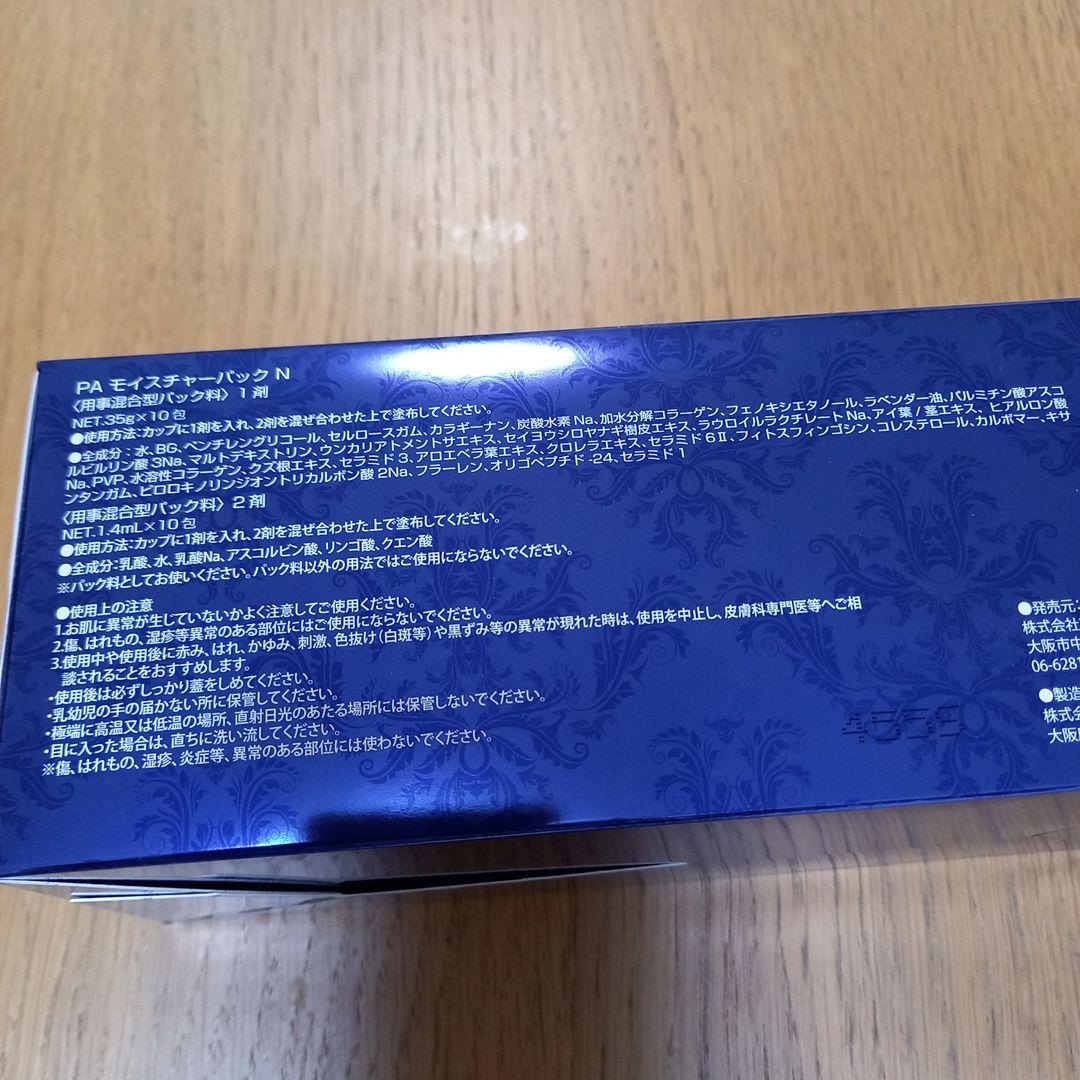 PA モイスチャーパック N
〈用事混合型パック料〉1剤
NET.35g×10包
●使用方法:カップに1剤を入れ、2剤を混ぜ合わせた上で塗布してください。
●全成分:水、BG、ペンチレングリコール、セルロースガム、カラギーナン、炭酸水素Na、加水分解コラーゲン、フェノキシエタノール、ラベンダー油、パルミチン酸アスコ
ルビルリン酸3Na、マルトデキストリン、ウンカリアトメントサエキス、セイヨウシロヤナギ樹皮エキス、ラウロイルラクチレートNa、アイ葉/茎エキス、ヒアルロン酸
Na、PVP、水溶性コラーゲン、クズ根エキス、セラミド3、アロエベラ葉エキス、クロレラエキス、セラミド6Ⅱ、フィトスフィンゴシン、コレステロール、カルボマー、キサ
ンタンガム、ピロロキノリンジオントリカルボン酸2Na、フラーレン、オリゴペプチド-24、セラミド1
〈用事混合型パック料〉2剤
NET.1.4mL×10包
●使用方法:カップに1剤を入れ、2剤を混ぜ合わせた上で塗布してください。
●全成分:乳酸、水、乳酸Na、アスコルビン酸、リンゴ酸、クエン酸
※パック料としてお使いください。パック料以外の用法ではご使用にならないでください。
●使用上の注意
1.お肌に異常が生じていないかよく注意してご使用ください。
2.傷、はれもの、湿疹等異常のある部位にはご使用にならないでください。
3.使用中や使用後に赤み、はれ、かゆみ、刺激、色抜け(白斑等)や黒ずみ等の異常が現れた時は、使用を中止し、皮膚科専門医等へご相
談されることをおすすめします。
・使用後は必ずしっかり蓋をしめてください。
・乳幼児の手の届かない所に保管してください。
・極端に高温又は低温の場所、直射日光のあたる場所には保管しないでください。
・目に入った場合は、直ちに洗い流してください。
※傷、はれもの、湿疹、炎症等、異常のある部位には使わないでください。
●発売元:
株式会社
大阪市中
06-6281
●製造
株式会
大阪